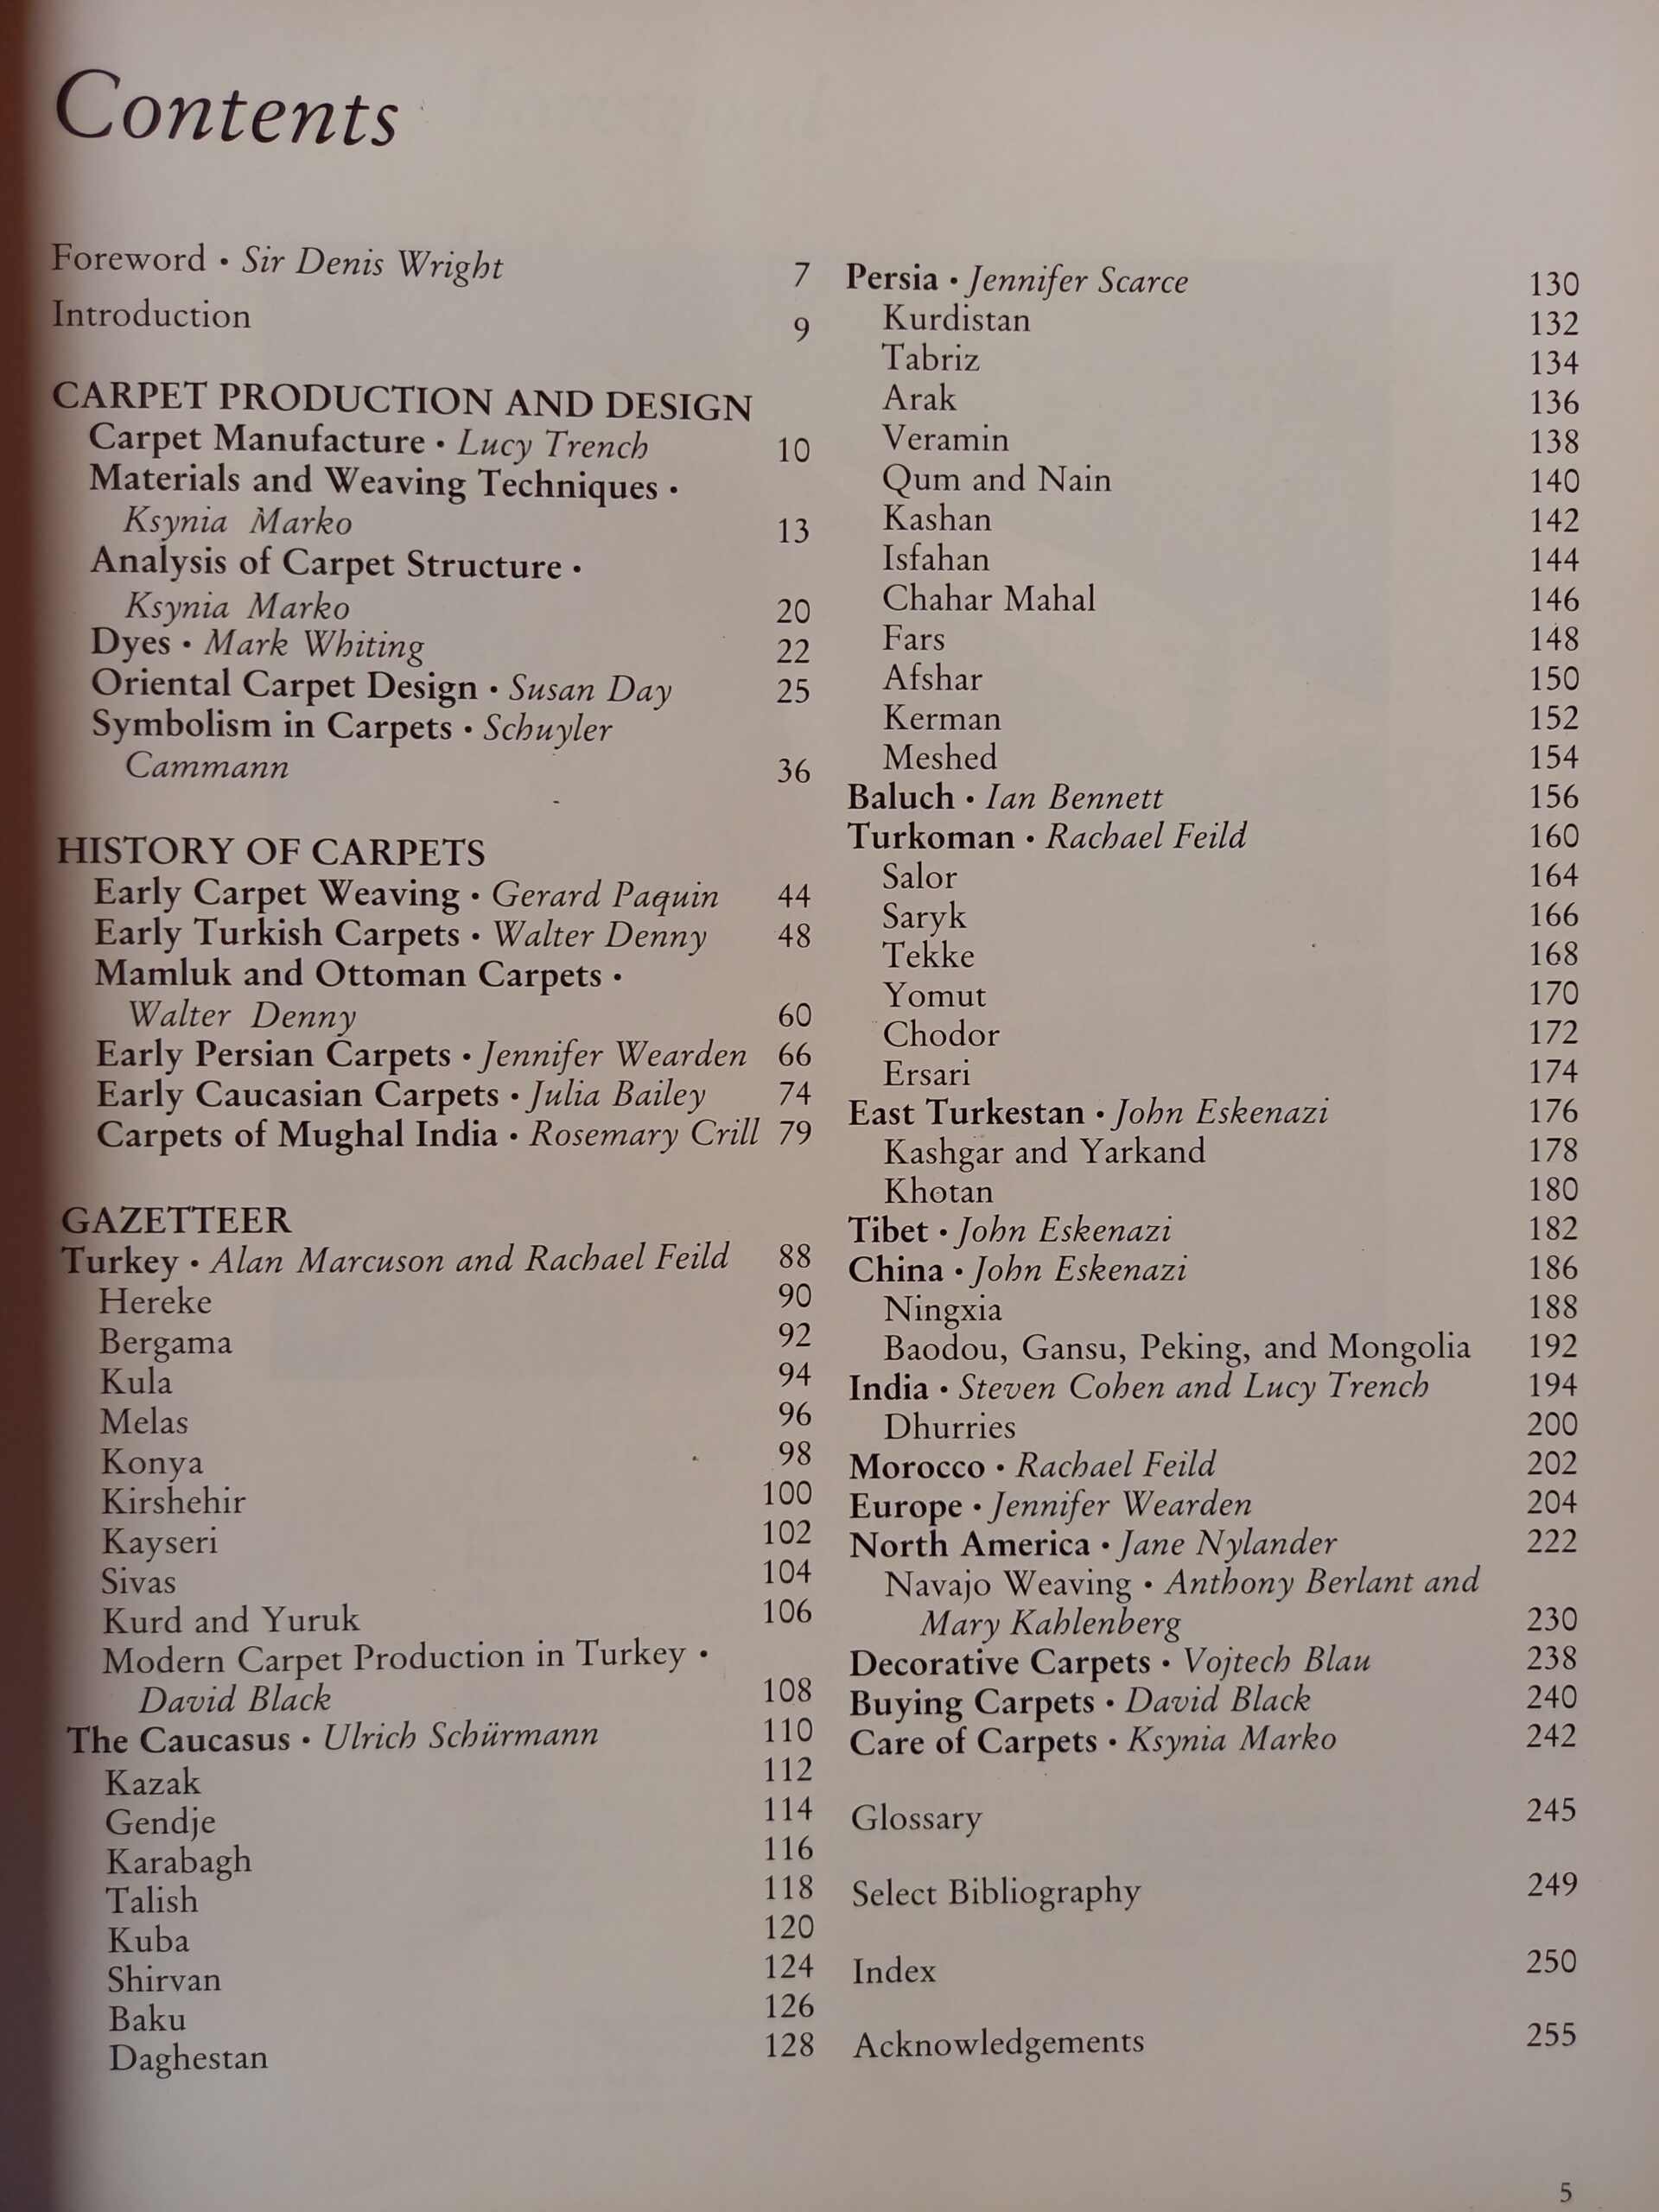 Contents
Foreword • Sir Denis Wright 7
Introduction 9
CARPET PRODUCTION AND DESIGN
Carpet Manufacture • Lucy Trench 10
Materials and Weaving Techniques •
Ksynia Marko 13
Analysis of Carpet Structure •
Ksynia Marko 20
Dyes • Mark Whiting 22
Oriental Carpet Design • Susan Day 25
Symbolism in Carpets • Schuyler
Cammann 36
HISTORY OF CARPETS
Early Carpet Weaving • Gerard Paquin 44
Early Turkish Carpets • Walter Denny 48
Mamluk and Ottoman Carpets •
Walter Denny 60
Early Persian Carpets • Jennifer Wearden 66
Early Caucasian Carpets • Julia Bailey 74
Carpets of Mughal India • Rosemary Crill 79
GAZETTEER
Turkey • Alan Marcuson and Rachael Feild 88
Hereke 90
Bergama 92
Kula 94
Melas 96
Konya 98
Kirshehir 100
Kayseri 102
Sivas 104
Kurd and Yuruk 106
Modern Carpet Production in Turkey •
David Black 108
The Caucasus • Ulrich Schürmann 110
Kazak 112
Gendje 114
Karabagh 116
Talish 118
Kuba 120
Shirvan 124
Baku 126
Daghestan 128
Persia • Jennifer Scarce 130
Kurdistan 132
Tabriz 134
Arak 136
Veramin 138
Qum and Nain 140
Kashan 142
Isfahan 144
Chahar Mahal 146
Fars 148
Afshar 150
Kerman 152
Meshed 154
Baluch • Ian Bennett 156
Turkoman • Rachael Feild 160
Salor 164
Saryk 166
Tekke 168
Yomut 170
Chodor 172
Ersari 174
East Turkestan • John Eskenazi 176
Kashgar and Yarkand 178
Khotan 180
Tibet • John Eskenazi 182
China • John Eskenazi 186
Ningxia 188
Baodou, Gansu, Peking, and Mongolia 192
India • Steven Cohen and Lucy Trench 194
Dhurries 200
Morocco • Rachael Feild 202
Europe • Jennifer Wearden 204
North America • Jane Nylander 222
Navajo Weaving • Anthony Berlant and
Mary Kahlenberg 230
Decorative Carpets • Vojtech Blau 238
Buying Carpets • David Black 240
Care of Carpets • Ksynia Marko 242
Glossary 245
Select Bibliography 249
Index 250
Acknowledgements 255
5